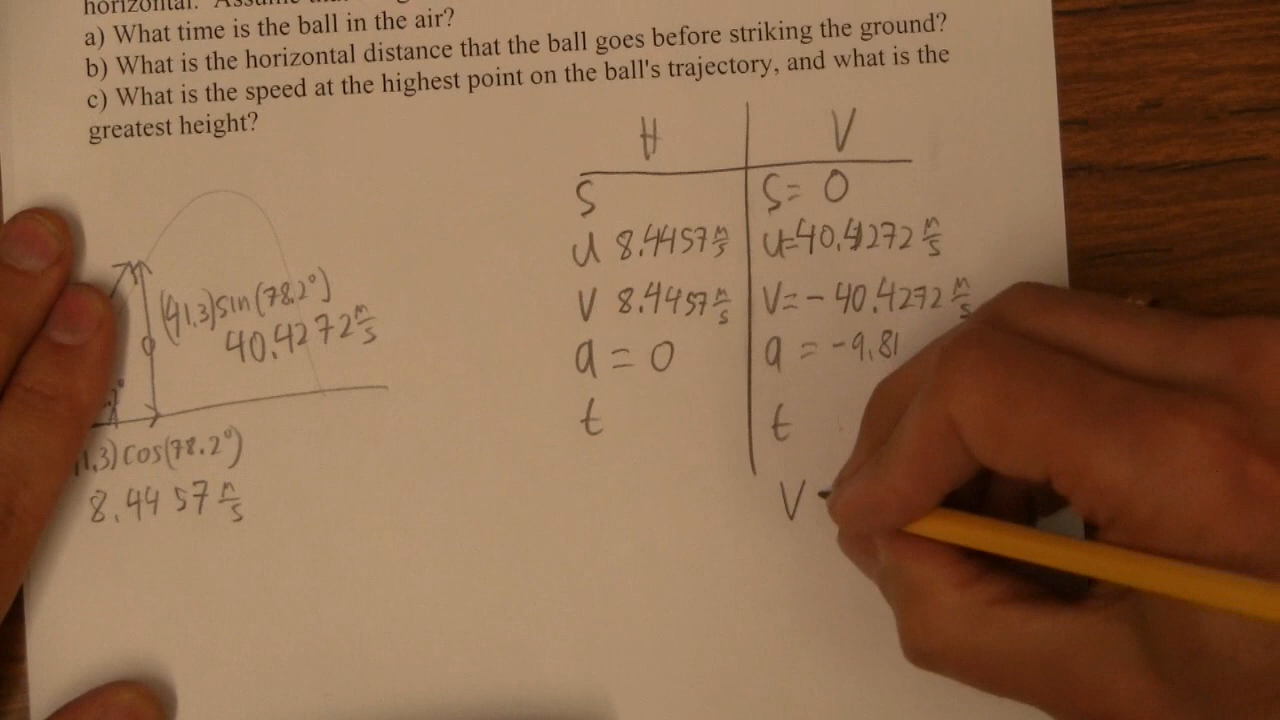 horizontal.
a) What time is the ball in the air?
b) What is the horizontal distance that the ball goes before striking the ground?
c) What is the speed at the highest point on the ball's trajectory, and what is the
greatest height?
H V
S S= 0
u 8.4457 m/s u=40.4272 m/s
V 8.4457 m/s V= - 40.4272 m/s
a = 0 a = -9.81
t t
V
(41.3)sin(78.2°)
40.4272 m/s
1.3)cos(78.2°)
8.4457 m/s